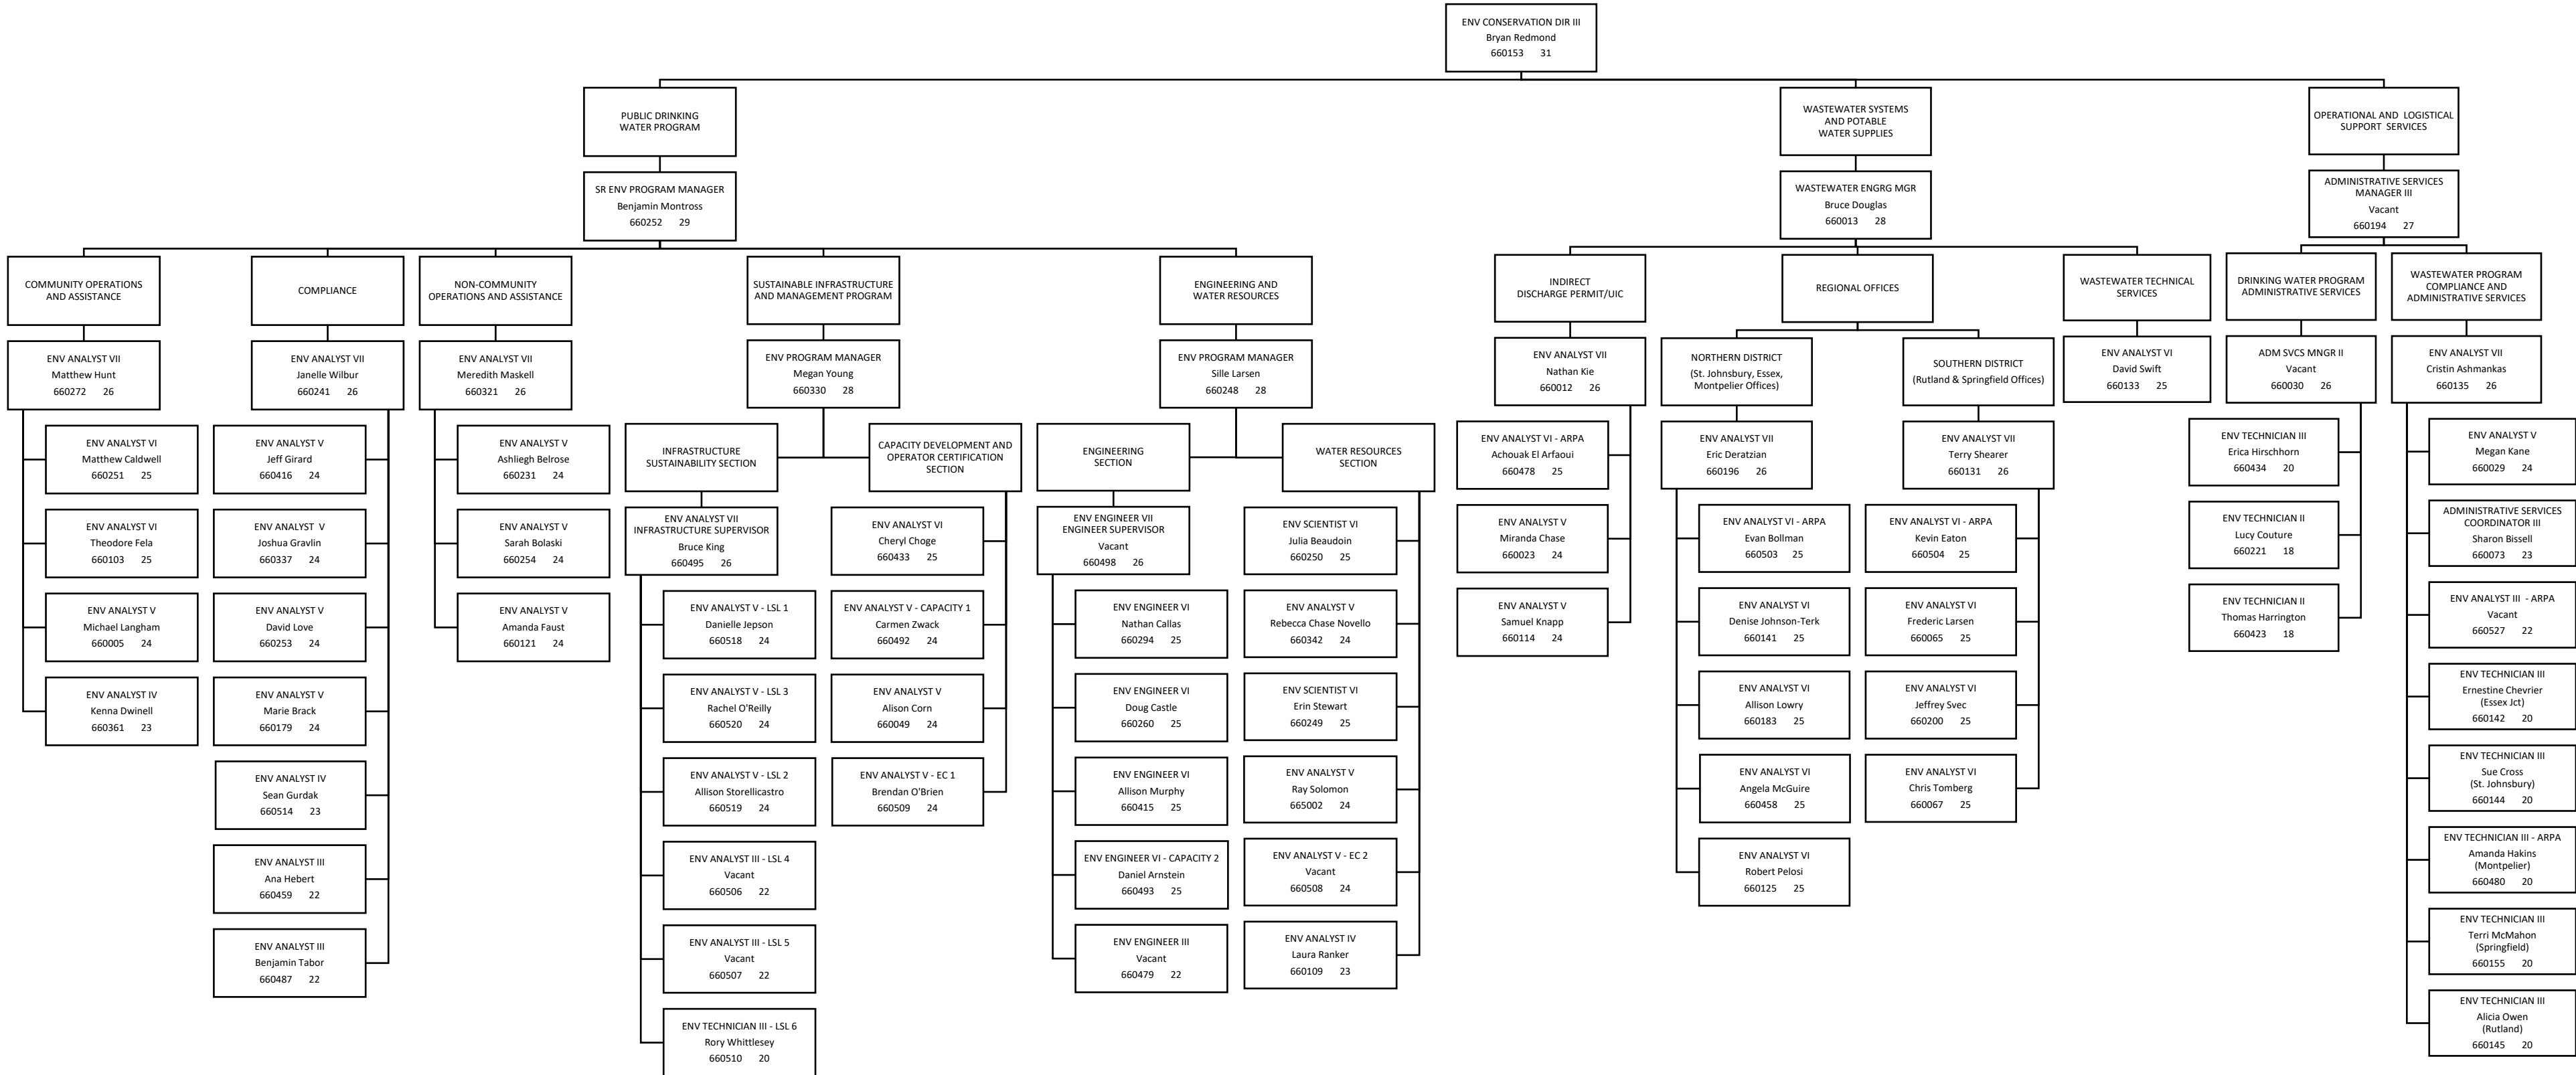 ENV CONSERVATION DIR III
Bryan Redmond
660153 31
PUBLIC DRINKING
WATER PROGRAM
SR ENV PROGRAM MANAGER
Benjamin Montross
660252 29
COMMUNITY OPERATIONS
AND ASSISTANCE
ENV ANALYST VII
Matthew Hunt
660272 26
ENV ANALYST VI
Matthew Caldwell
660251 25
ENV ANALYST VI
Theodore Fela
660103 25
ENV ANALYST V
Michael Langham
660005 24
ENV ANALYST IV
Kenna Dwinell
660361 23
COMPLIANCE
ENV ANALYST VII
Janelle Wilbur
660241 26
ENV ANALYST V
Jeff Girard
660416 24
ENV ANALYST V
Joshua Gravlin
660337 24
ENV ANALYST V
David Love
660253 24
ENV ANALYST V
Marie Brack
660179 24
ENV ANALYST IV
Sean Gurdak
660514 23
ENV ANALYST III
Ana Hebert
660459 22
ENV ANALYST III
Benjamin Tabor
660487 22
NON-COMMUNITY
OPERATIONS AND ASSISTANCE
ENV ANALYST VII
Meredith Maskell
660321 26
ENV ANALYST V
Ashliegh Belrose
660231 24
ENV ANALYST V
Sarah Bolaski
660254 24
ENV ANALYST V
Amanda Faust
660121 24
SUSTAINABLE INFRASTRUCTURE
AND MANAGEMENT PROGRAM
ENV PROGRAM MANAGER
Megan Young
660330 28
INFRASTRUCTURE
SUSTAINABILITY SECTION
ENV ANALYST VII
INFRASTRUCTURE SUPERVISOR
Bruce King
660495 26
ENV ANALYST V - LSL 1
Danielle Jepson
660518 24
ENV ANALYST V - LSL 3
Rachel O'Reilly
660520 24
ENV ANALYST V - LSL 2
Allison Storellicastro
660519 24
ENV ANALYST III - LSL 4
Vacant
660506 22
ENV ANALYST III - LSL 5
Vacant
660507 22
ENV TECHNICIAN III - LSL 6
Rory Whittlesey
660510 20
CAPACITY DEVELOPMENT AND
OPERATOR CERTIFICATION
SECTION
ENV ANALYST VI
Cheryl Choge
660433 25
ENV ANALYST V - CAPACITY 1
Carmen Zwack
660492 24
ENV ANALYST V
Alison Corn
660049 24
ENV ANALYST V - EC 1
Brendan O'Brien
660509 24
ENGINEERING AND
WATER RESOURCES
ENV PROGRAM MANAGER
Sille Larsen
660248 28
ENGINEERING
SECTION
ENV ENGINEER VII
ENGINEER SUPERVISOR
Vacant
660498 26
ENV ENGINEER VI
Nathan Callas
660294 25
ENV ENGINEER VI
Doug Castle
660260 25
ENV ENGINEER VI
Allison Murphy
660415 25
ENV ENGINEER VI - CAPACITY 2
Daniel Arnstein
660493 25
ENV ENGINEER III
Vacant
660479 22
WATER RESOURCES
SECTION
ENV SCIENTIST VI
Julia Beaudoin
660250 25
ENV ANALYST V
Rebecca Chase Novello
660342 24
ENV SCIENTIST VI
Erin Stewart
660249 25
ENV ANALYST V
Ray Solomon
665002 24
ENV ANALYST V - EC 2
Vacant
660508 24
ENV ANALYST IV
Laura Ranker
660109 23
WASTEWATER SYSTEMS
AND POTABLE
WATER SUPPLIES
WASTEWATER ENGRG MGR
Bruce Douglas
660013 28
INDIRECT
DISCHARGE PERMIT/UIC
ENV ANALYST VII
Nathan Kie
660012 26
ENV ANALYST VI - ARPA
Achouak El Arfaoui
660478 25
ENV ANALYST V
Miranda Chase
660023 24
ENV ANALYST V
Samuel Knapp
660114 24
REGIONAL OFFICES
NORTHERN DISTRICT
(St. Johnsbury, Essex,
Montpelier Offices)
ENV ANALYST VII
Eric Deratzian
660196 26
ENV ANALYST VI - ARPA
Evan Bollman
660503 25
ENV ANALYST VI
Denise Johnson-Terk
660141 25
ENV ANALYST VI
Allison Lowry
660183 25
ENV ANALYST VI
Angela McGuire
660458 25
ENV ANALYST VI
Robert Pelosi
660125 25
SOUTHERN DISTRICT
(Rutland & Springfield Offices)
ENV ANALYST VII
Terry Shearer
660131 26
ENV ANALYST VI - ARPA
Kevin Eaton
660504 25
ENV ANALYST VI
Frederic Larsen
660065 25
ENV ANALYST VI
Jeffrey Svec
660200 25
ENV ANALYST VI
Chris Tomberg
660067 25
WASTEWATER TECHNICAL
SERVICES
ENV ANALYST VI
David Swift
660133 25
OPERATIONAL AND LOGISTICAL
SUPPORT SERVICES
ADMINISTRATIVE SERVICES
MANAGER III
Vacant
660194 27
DRINKING WATER PROGRAM
ADMINISTRATIVE SERVICES
ADM SVCS MNGR II
Vacant
660030 26
ENV TECHNICIAN III
Erica Hirschhorn
660434 20
ENV TECHNICIAN II
Lucy Couture
660221 18
ENV TECHNICIAN II
Thomas Harrington
660423 18
WASTEWATER PROGRAM
COMPLIANCE AND
ADMINISTRATIVE SERVICES
ENV ANALYST VII
Cristin Ashmankas
660135 26
ENV ANALYST V
Megan Kane
660029 24
ADMINISTRATIVE SERVICES
COORDINATOR III
Sharon Bissell
660073 23
ENV ANALYST III - ARPA
Vacant
660527 22
ENV TECHNICIAN III
Ernestine Chevrier
(Essex Jct)
660142 20
ENV TECHNICIAN III
Sue Cross
(St. Johnsbury)
660144 20
ENV TECHNICIAN III - ARPA
Amanda Hakins
(Montpelier)
660480 20
ENV TECHNICIAN III
Terri McMahon
(Springfield)
660155 20
ENV TECHNICIAN III
Alicia Owen
(Rutland)
660145 20